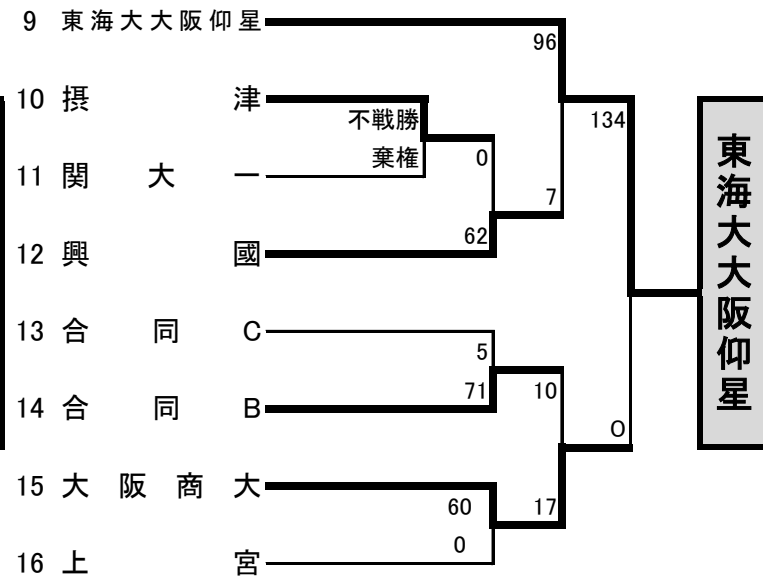 9 東海大大阪仰星
96
10 摂津
不戦勝
134
棄権
0
11 関大一
7
62
12 興國
13 合同C
5
71
10
14 合同B
O
15 大阪商大
60
17
0
16 上宮
東海大大阪仰星